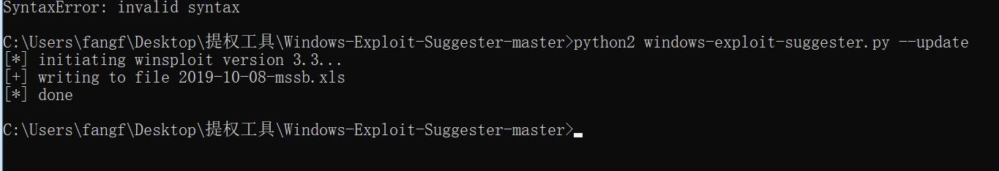 SyntaxError: invalid syntax
C:\Users\fangf\Desktop\提权工具\Windows-Exploit-Suggester-master>python2 windows-exploit-suggester.py --update
[*] initiating winsploit version 3.3...
[+] writing to file 2019-10-08-mssb.xls
[*] done
C:\Users\fangf\Desktop\提权工具\Windows-Exploit-Suggester-master>